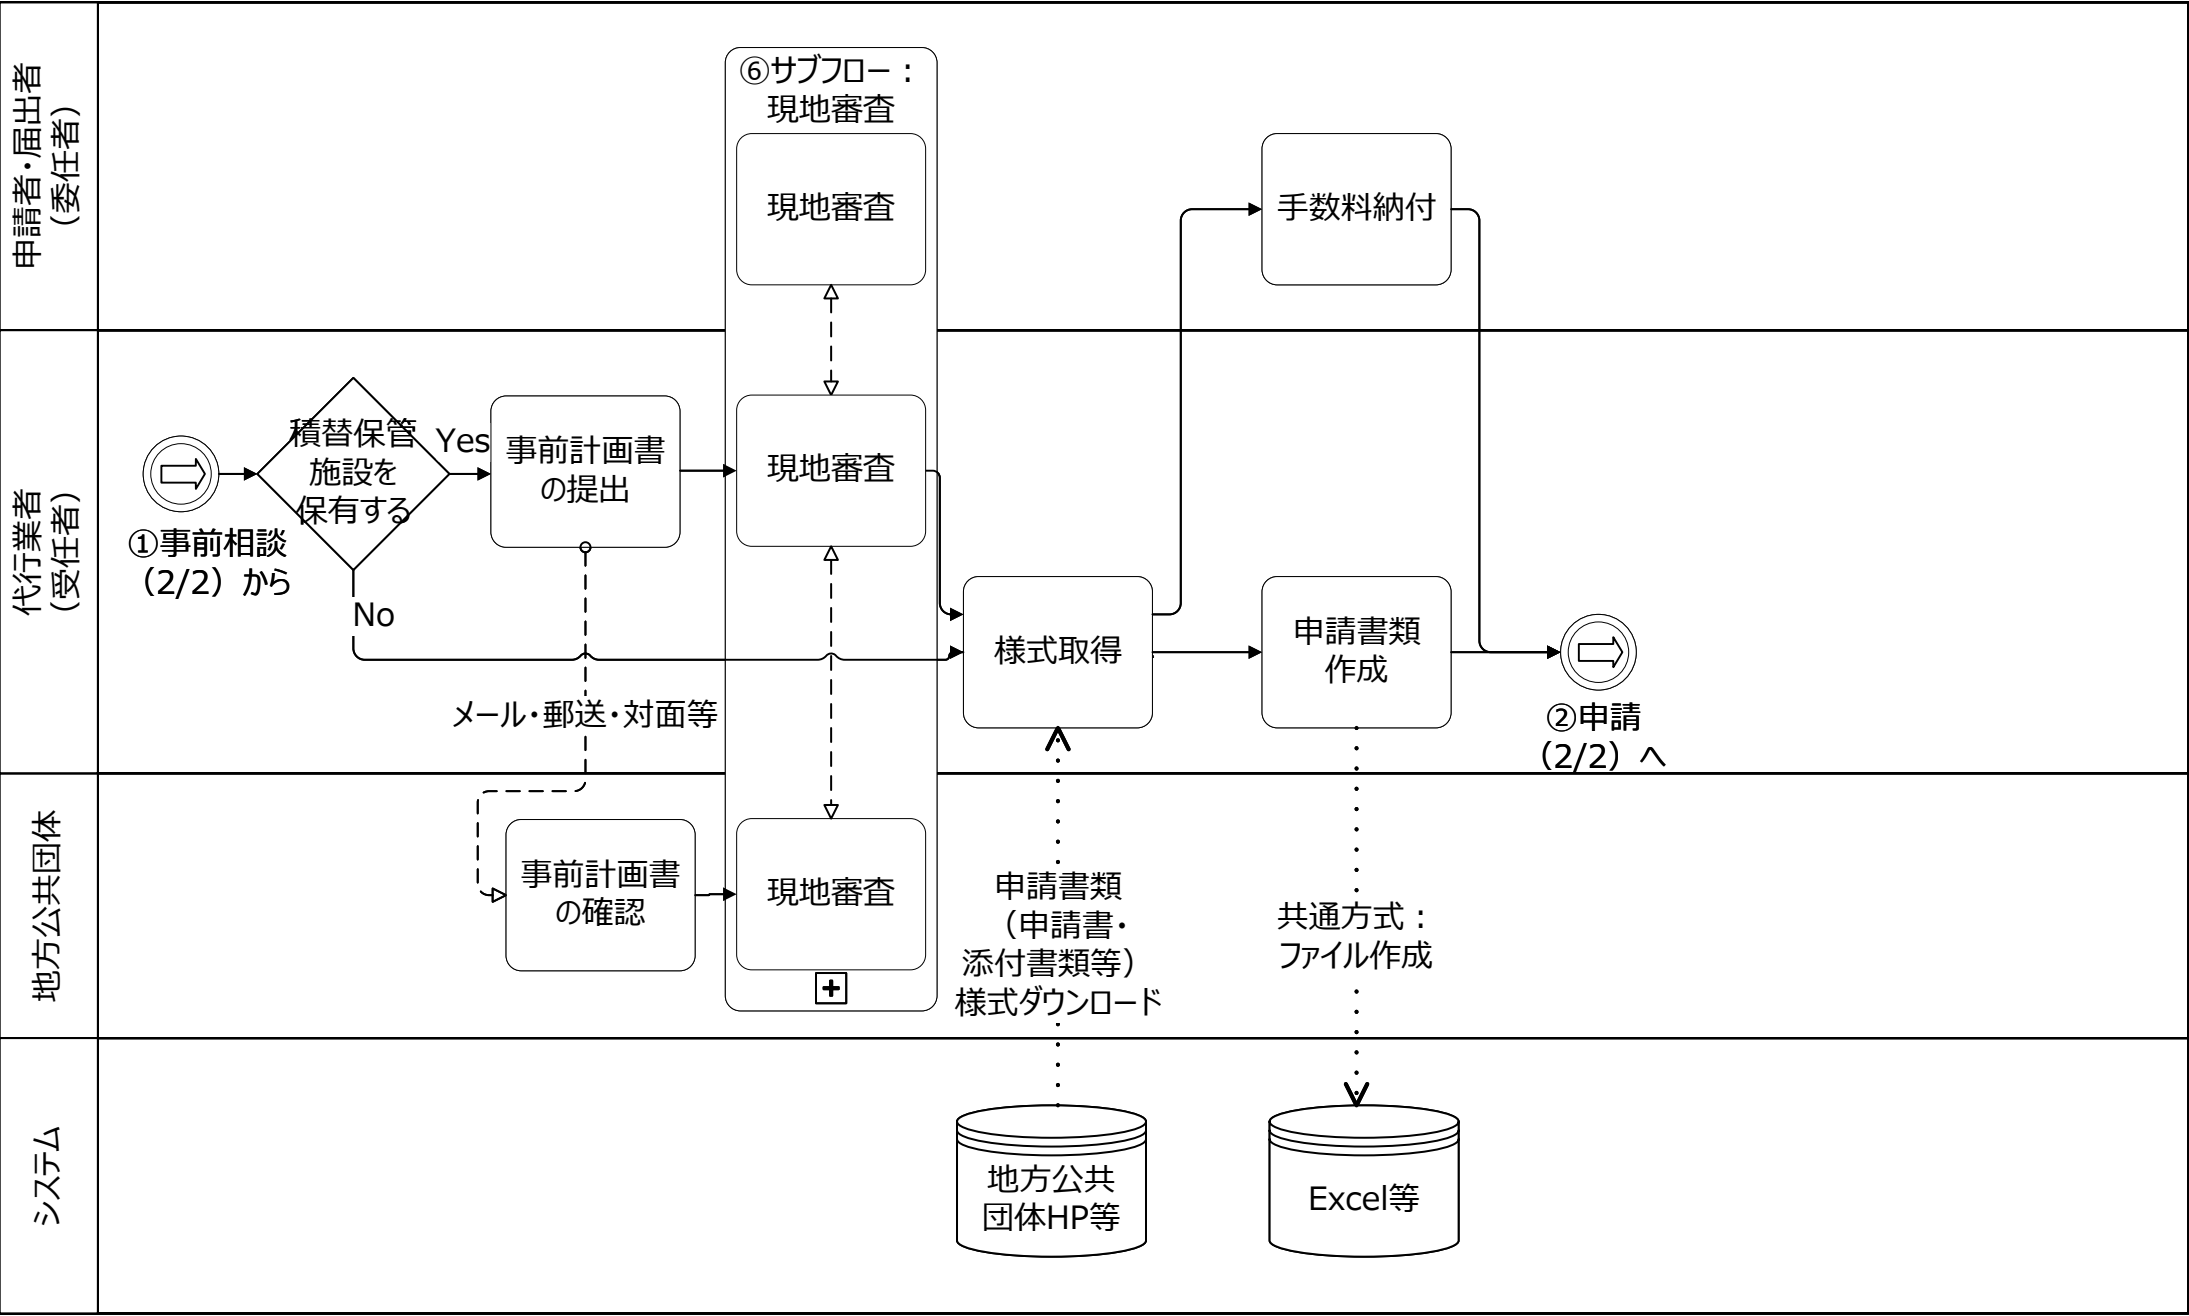 申請者・届出者
（委任者）
⑥サブフロー：
現地審査
現地審査
手数料納付
代行業者
（受任者）
①事前相談
（2/2）から
積替保管
施設を
保有する
Yes
No
事前計画書
の提出
現地審査
メール・郵送・対面等
様式取得
申請書類
作成
②申請
（2/2）へ
地方公共団体
事前計画書
の確認
現地審査
申請書類
（申請書・
添付書類等）
様式ダウンロード
共通方式：
ファイル作成
システム
地方公共
団体HP等
Excel等